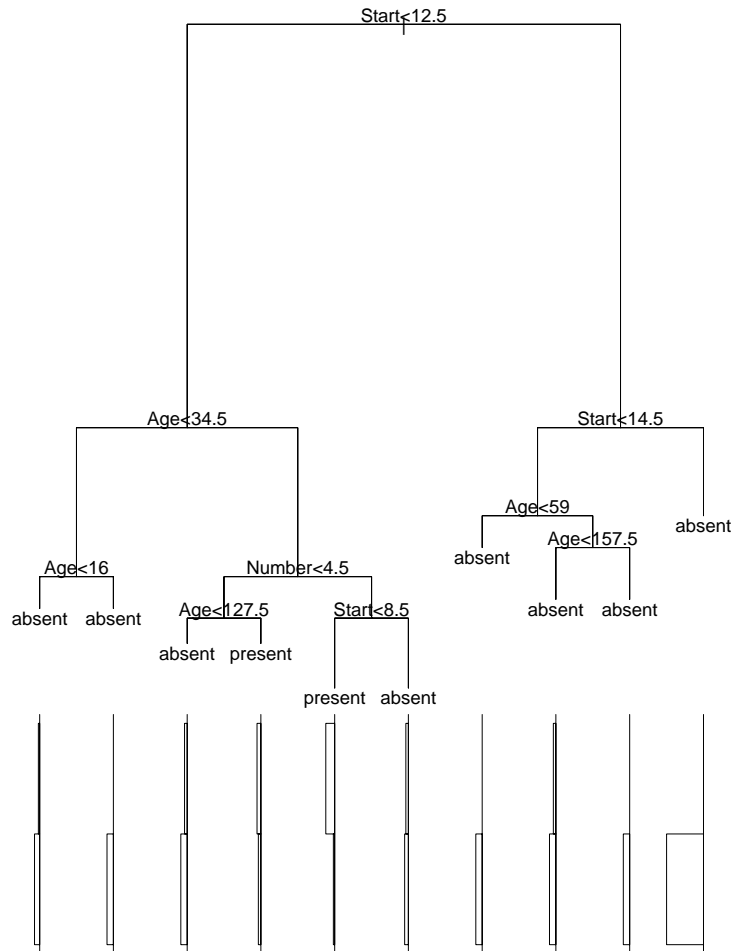 Start<12.5
Age<34.5
Start<14.5
Age<59
absent
absent
Age<157.5
Age<16
Number<4.5
absent
absent
absent
absent
Age<127.5
Start<8.5
absent
present
present
absent